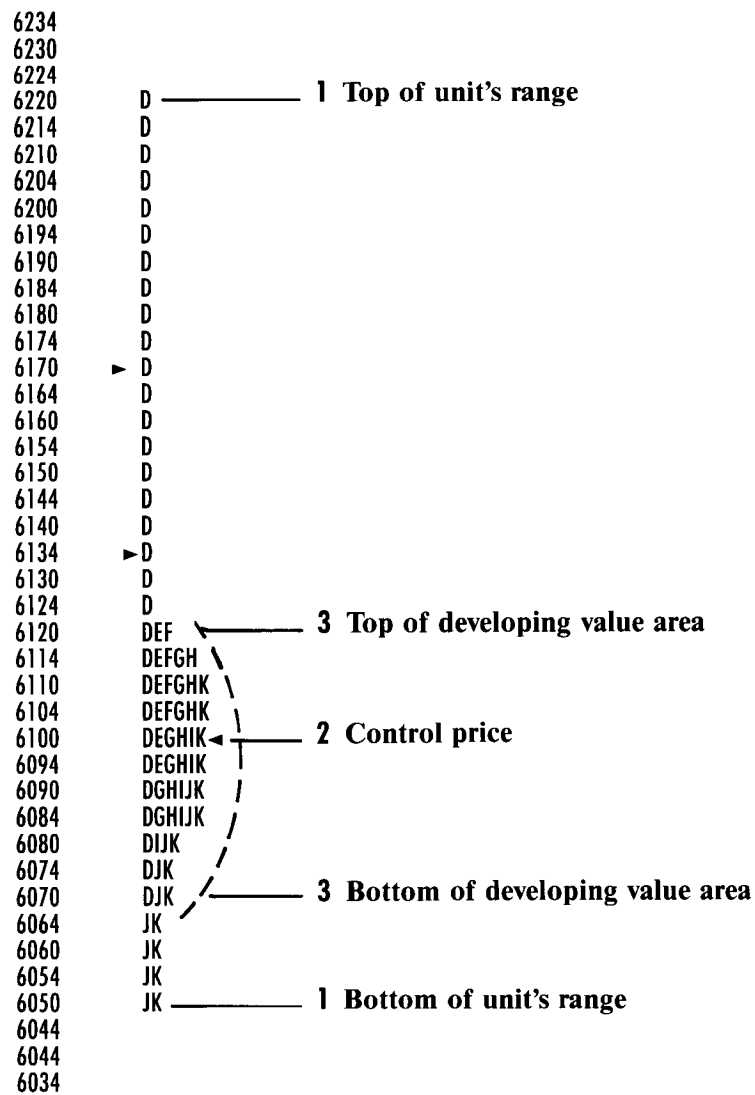 6234
6230
6224
6220 D 1 Top of unit's range
6214 D
6210 D
6204 D
6200 D
6194 D
6190 D
6184 D
6180 D
6174 D
6170 ► D
6164 D
6160 D
6154 D
6150 D
6144 D
6140 D
6134 ► D
6130 D
6124 D
6120 DEF 3 Top of developing value area
6114 DEFGH
6110 DEFGHK
6104 DEFGHK
6100 DEGHIK◄ 2 Control price
6094 DEGHIK
6090 DGHIJK
6084 DGHIJK
6080 DIJK
6074 DJK
6070 DJK 3 Bottom of developing value area
6064 JK
6060 JK
6054 JK
6050 JK 1 Bottom of unit's range
6044
6044
6034